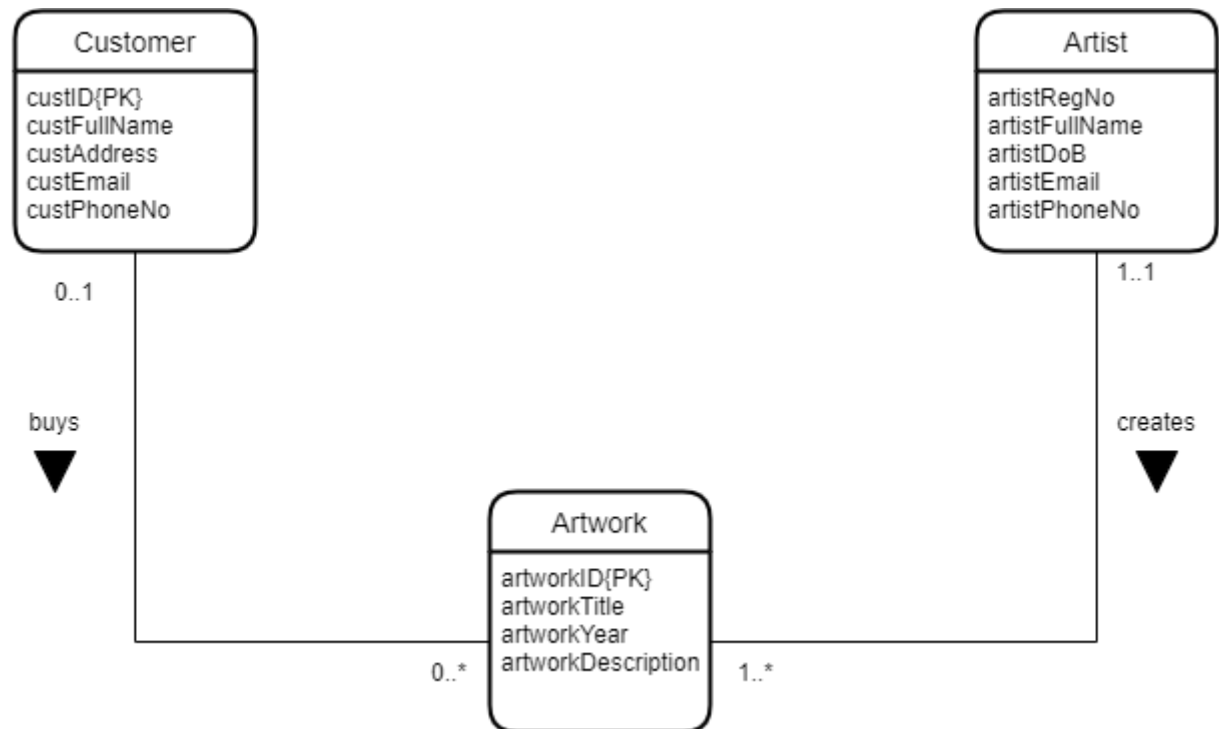 Customer
custID{PK}
custFullName
custAddress
custEmail
custPhoneNo
Artist
artistRegNo
artistFullName
artistDoB
artistEmail
artistPhoneNo
0..1
1..1
buys
creates
Artwork
artworkID{PK}
artworkTitle
artworkYear
artworkDescription
0..*
1..*